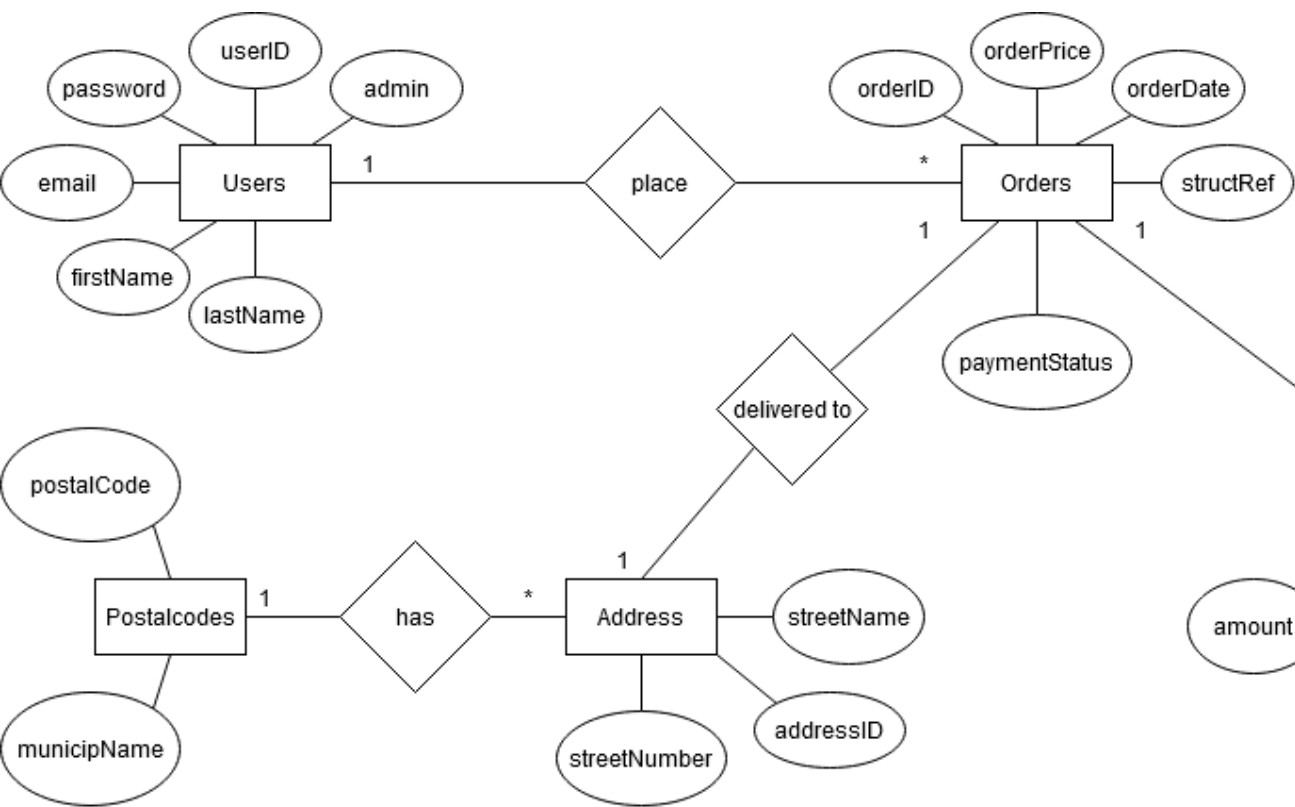 userID
orderPrice
password
admin
orderID
orderDate
1
*
email
Users
place
Orders
structRef
1
1
firstName
lastName
paymentStatus
delivered to
postalCode
1
1
*
Postalcodes
has
Address
streetName
amount
addressID
municipName
streetNumber